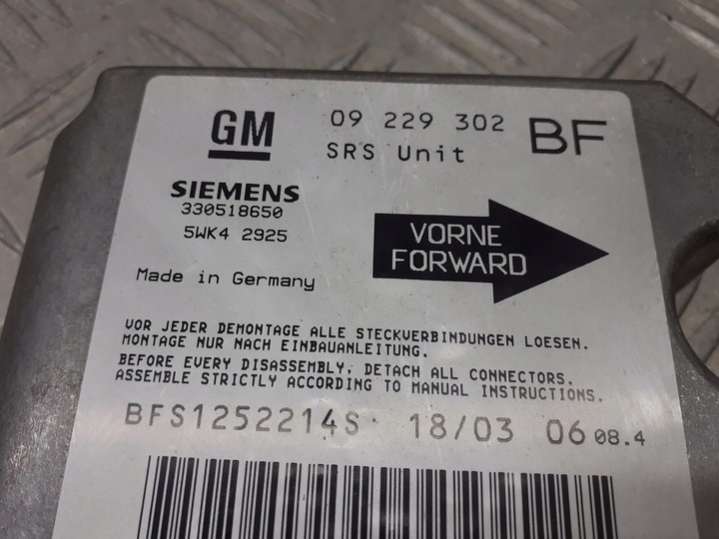 GM 09 229 302 BF
SRS Unit
SIEMENS
330518650
5WK4 2925
VORNE
FORWARD
Made in Germany
VOR JEDER DEMONTAGE ALLE STECKVERBINDUNGEN LOESEN.
MONTAGE NUR NACH EINBAUANLEITUNG.
BEFORE EVERY DISASSEMBLY, DETACH ALL CONNECTORS.
ASSEMBLE STRICTLY ACCORDING TO MANUAL INSTRUCTIONS.
BFS1252214S 18/03 06 08.4